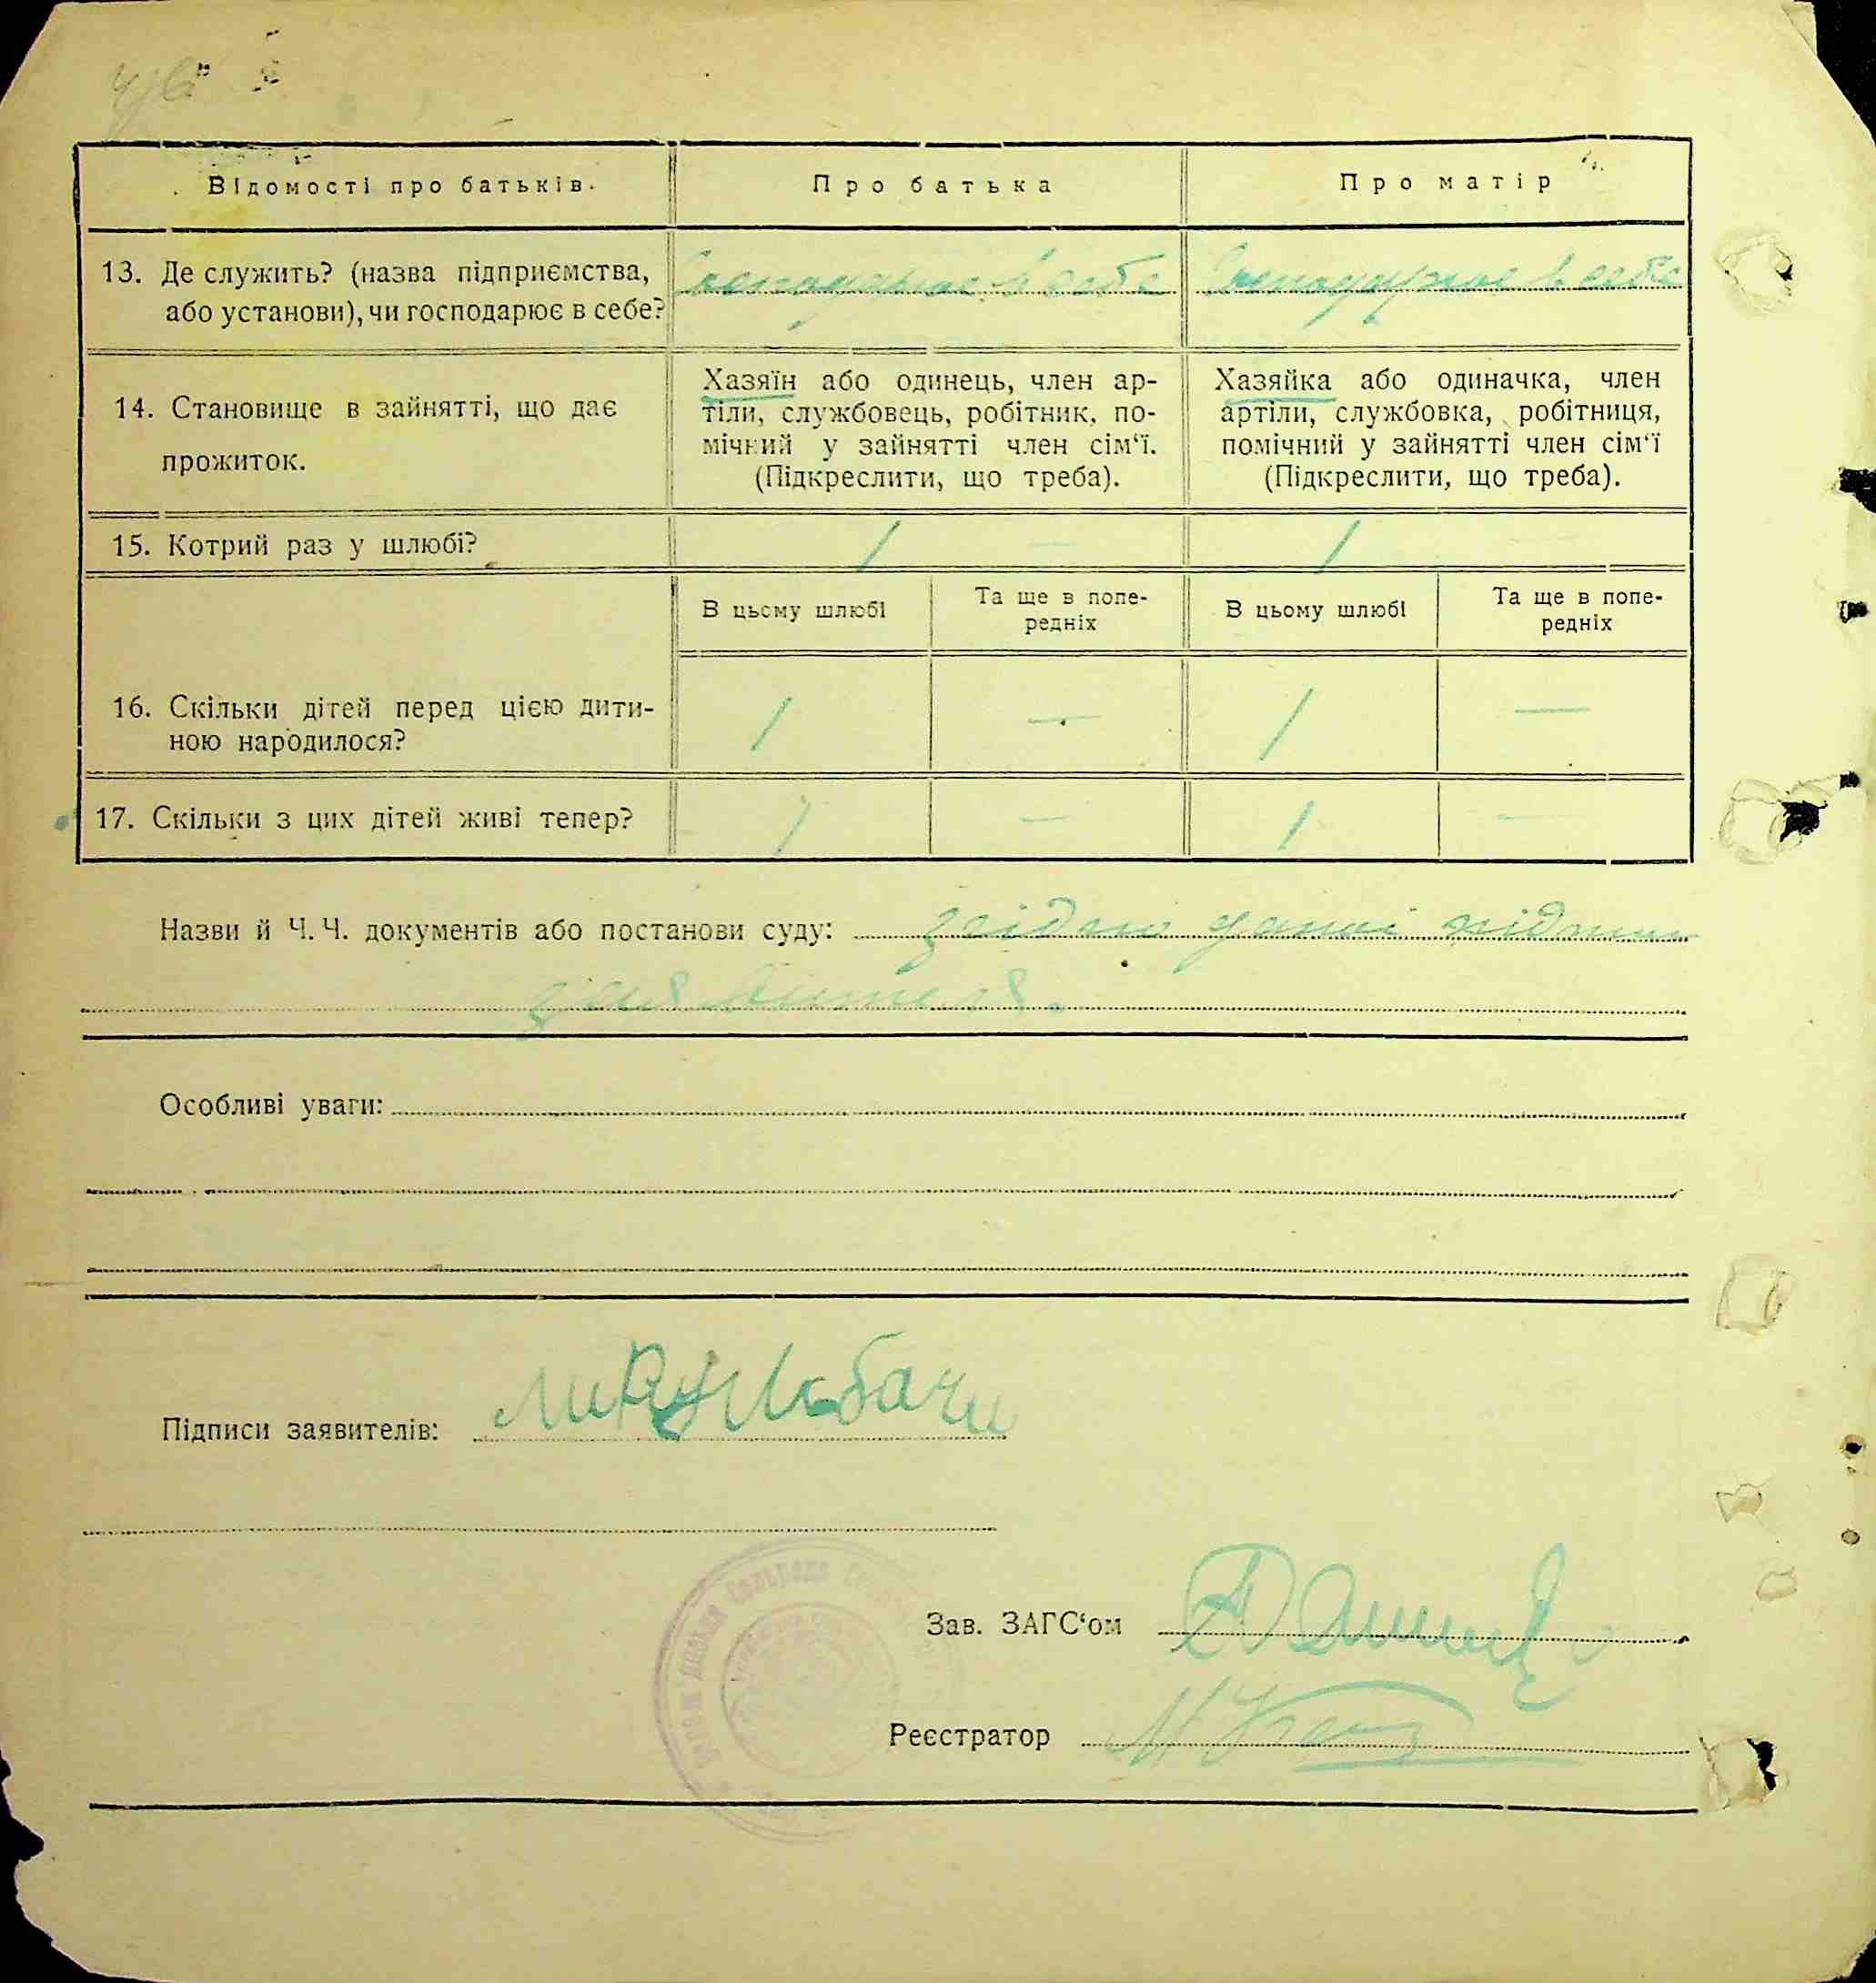 Відомості про батьків.
Про батька
Про матір
13. Де служить? (назва підприємства,
або установи), чи господарює в себе?
господарює в себе
господарює в себе
14. Становище в зайнятті, що дає
прожиток.
Хазяїн або одинець, член ар-
тіли, службовець, робітник, по-
мічний у зайнятті член сім‘ї.
(Підкреслити, що треба).
Хазяйка або одиначка, член
артіли, службовка, робітниця,
помічний у зайнятті член сім‘ї
(Підкреслити, що треба).
15. Котрий раз у шлюбі?
1 —
1
В цьому шлюбі
Та ще в попе-
редніх
В цьому шлюбі
Та ще в попе-
редніх
16. Скільки дітей перед цією дити-
ною народилося?
1 — 1 —
17. Скільки з цих дітей живі тепер?
1 — 1 —
Назви й Ч. Ч. документів або постанови суду: згідно
заявителя.
Особливі уваги:
Підписи заявителів:
Зав. ЗАГС‘ом
Реєстратор